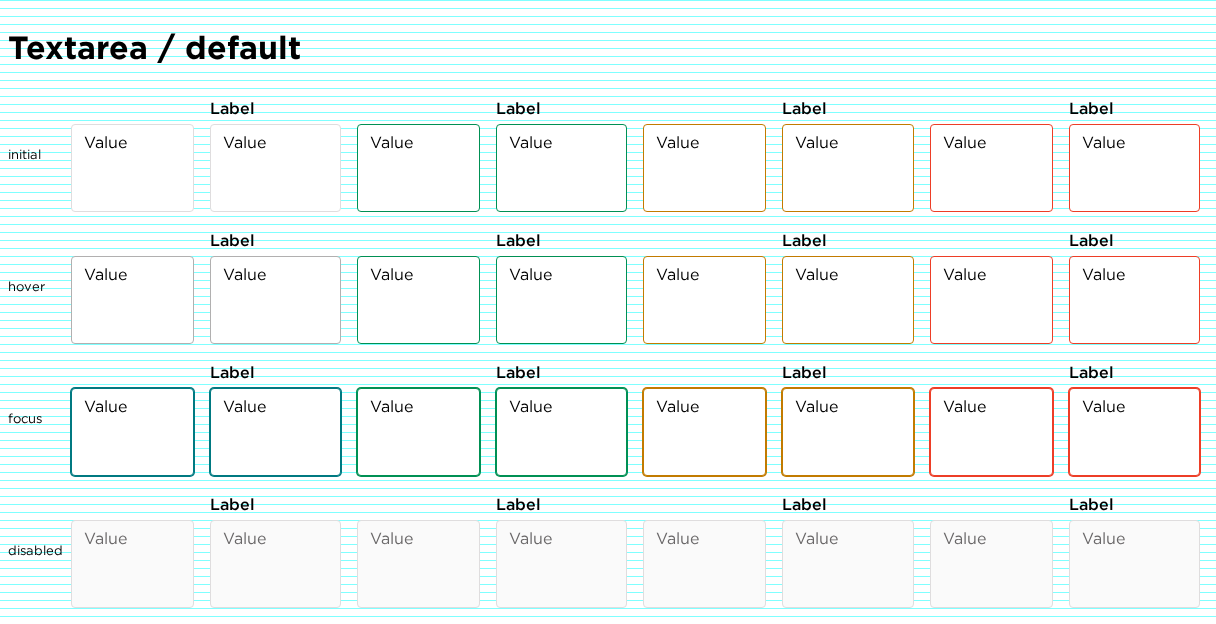 Textarea / default
Label Label Label Label
initial Value Value Value Value Value Value Value Value
Label Label Label Label
hover Value Value Value Value Value Value Value Value
Label Label Label Label
focus Value Value Value Value Value Value Value Value
Label Label Label Label
disabled Value Value Value Value Value Value Value Value